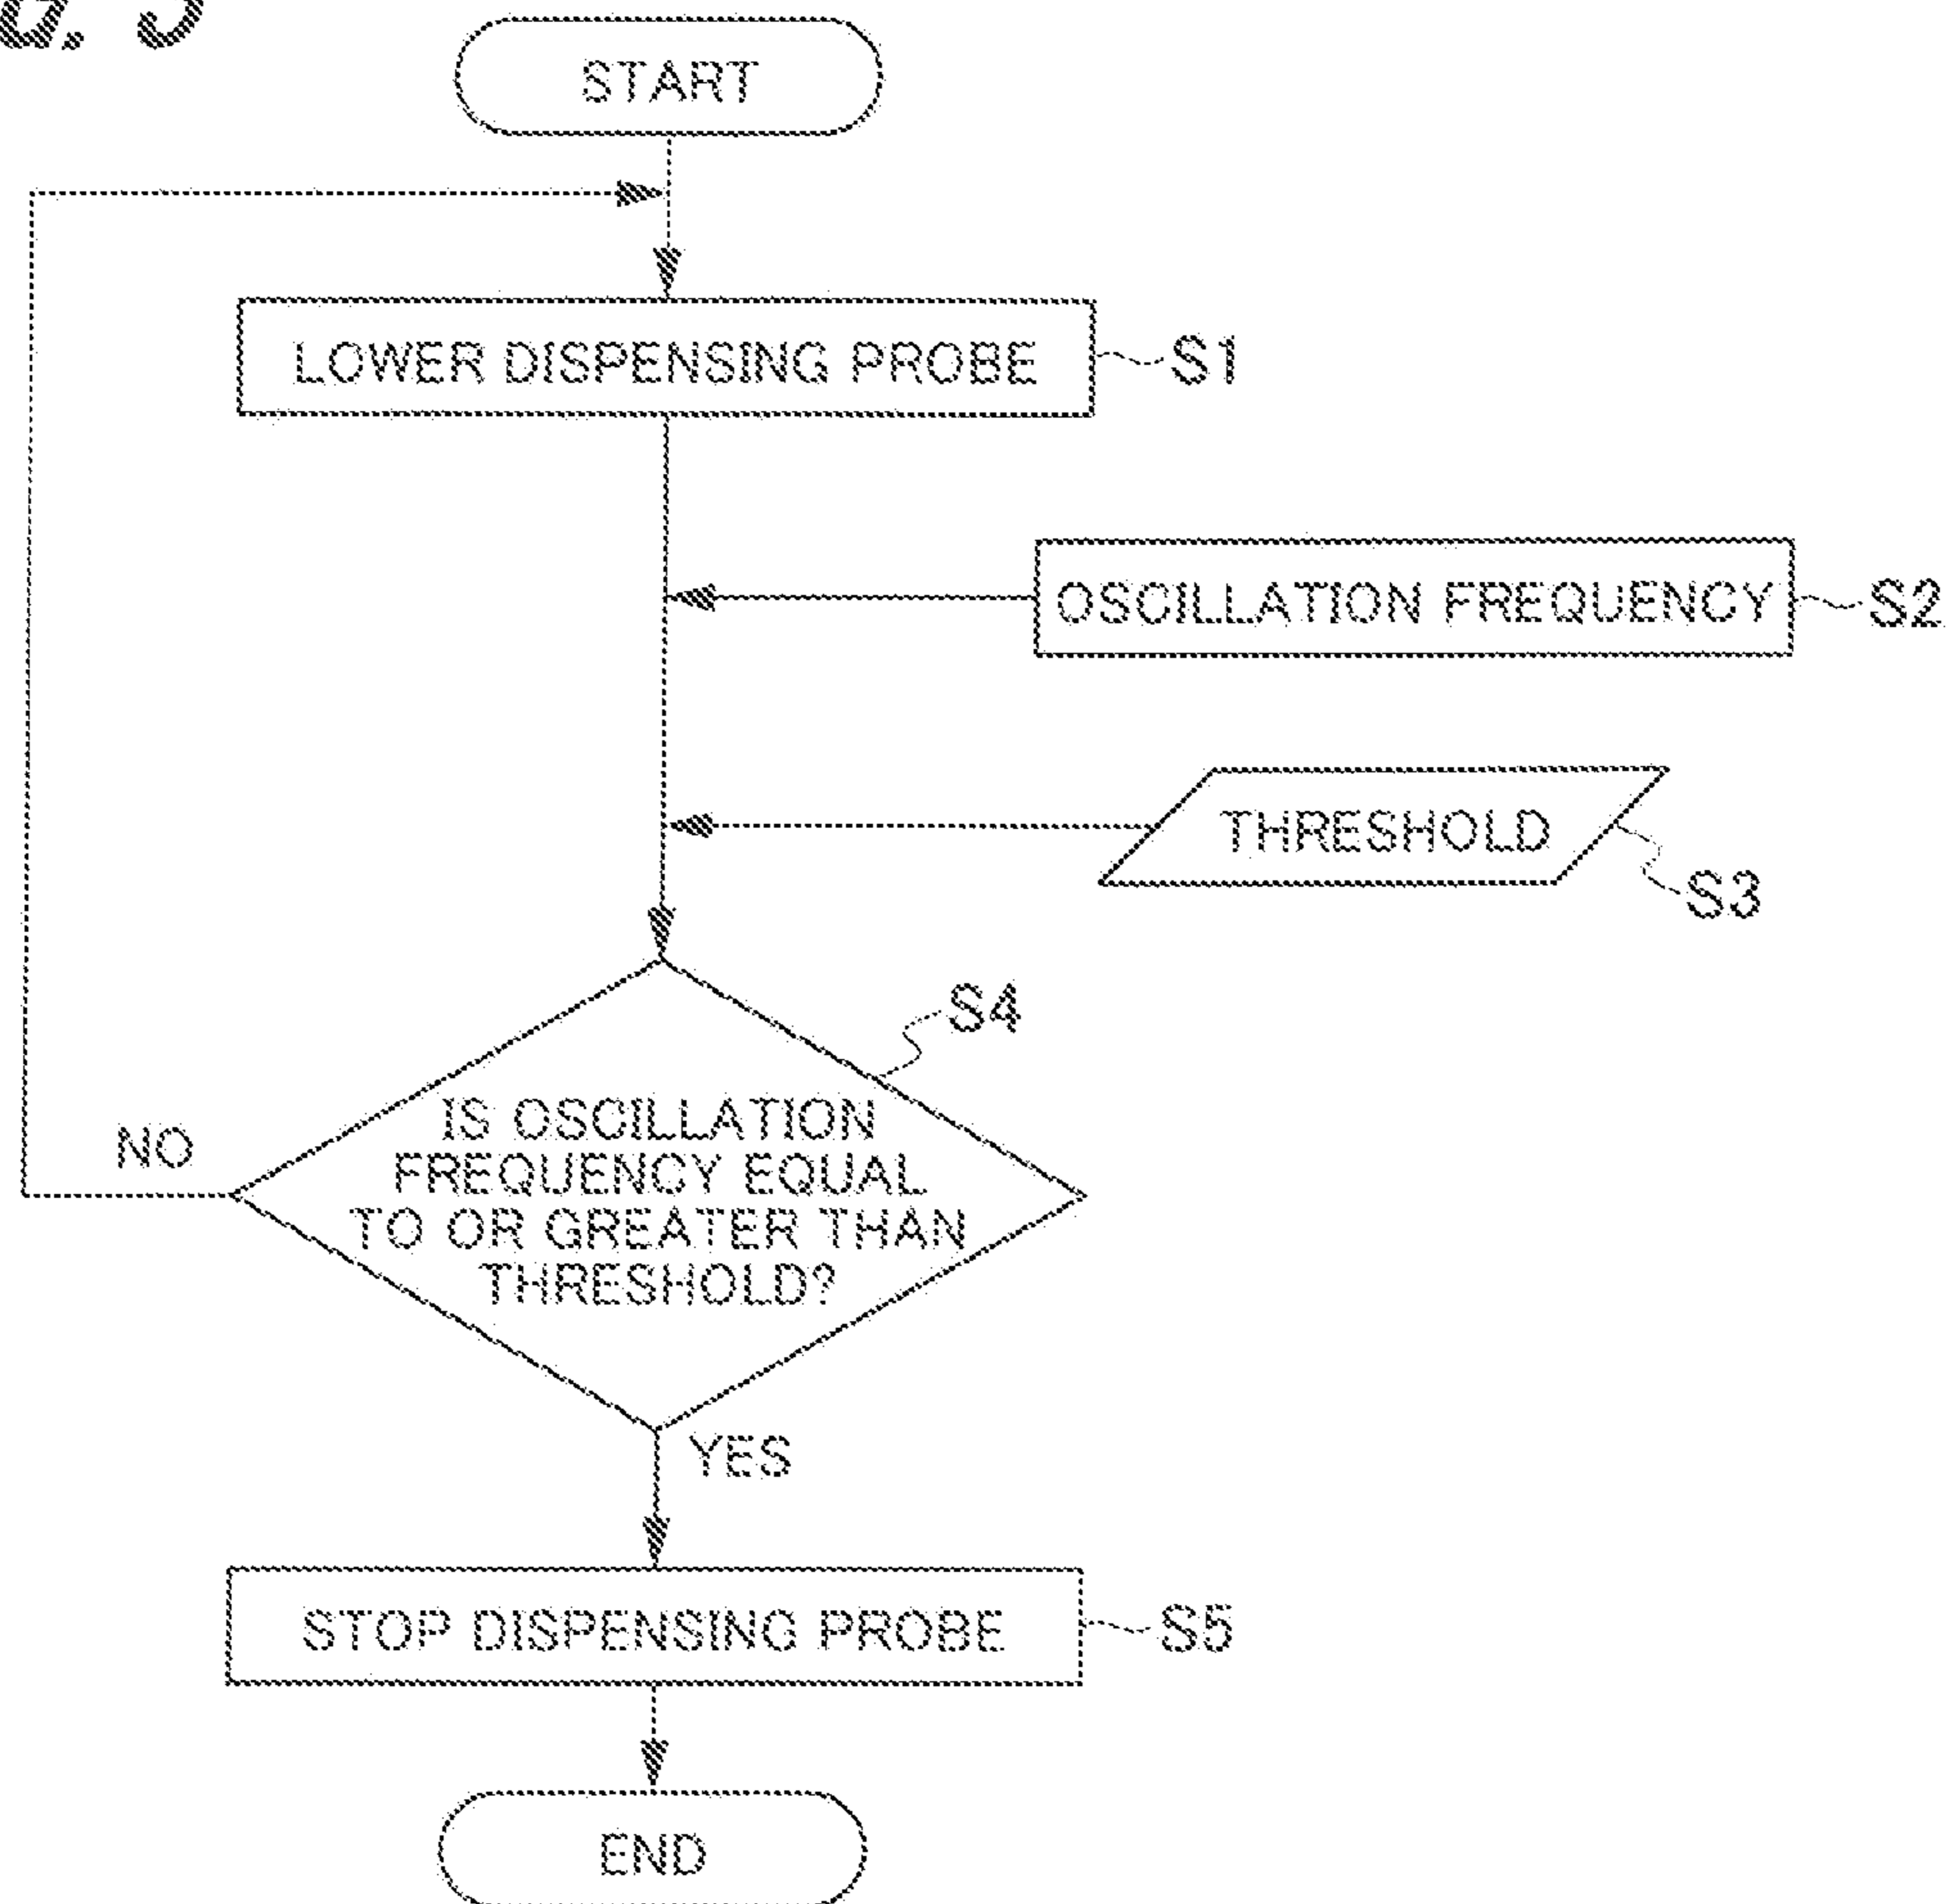 START
LOWER DISPENSING PROBE
S1
OSCILLATION FREQUENCY
S2
THRESHOLD
S3
S4
IS OSCILLATION
FREQUENCY EQUAL
TO OR GREATER THAN
THRESHOLD?
NO
YES
STOP DISPENSING PROBE
S5
END